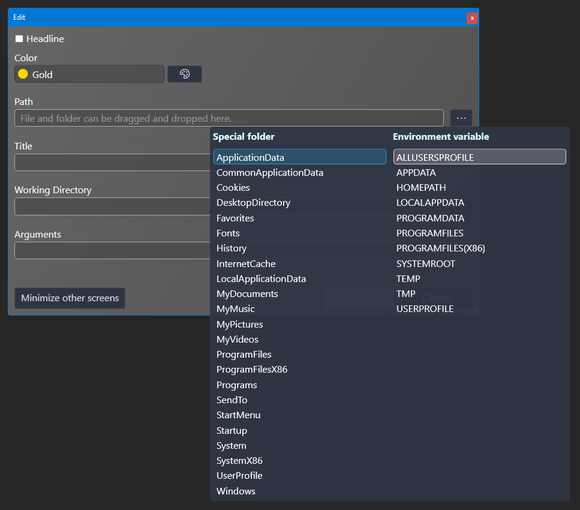 Edit
x
Headline
Color
Gold
Path
File and folder can be dragged and dropped here.
...
Title
Working Directory
Arguments
Minimize other screens
Special folder
ApplicationData
CommonApplicationData
Cookies
DesktopDirectory
Favorites
Fonts
History
InternetCache
LocalApplicationData
MyDocuments
MyMusic
MyPictures
MyVideos
ProgramFiles
ProgramFilesX86
Programs
SendTo
StartMenu
Startup
System
SystemX86
UserProfile
Windows
Environment variable
ALLUSERSPROFILE
APPDATA
HOMEPATH
LOCALAPPDATA
PROGRAMDATA
PROGRAMFILES
PROGRAMFILES(X86)
SYSTEMROOT
TEMP
TMP
USERPROFILE